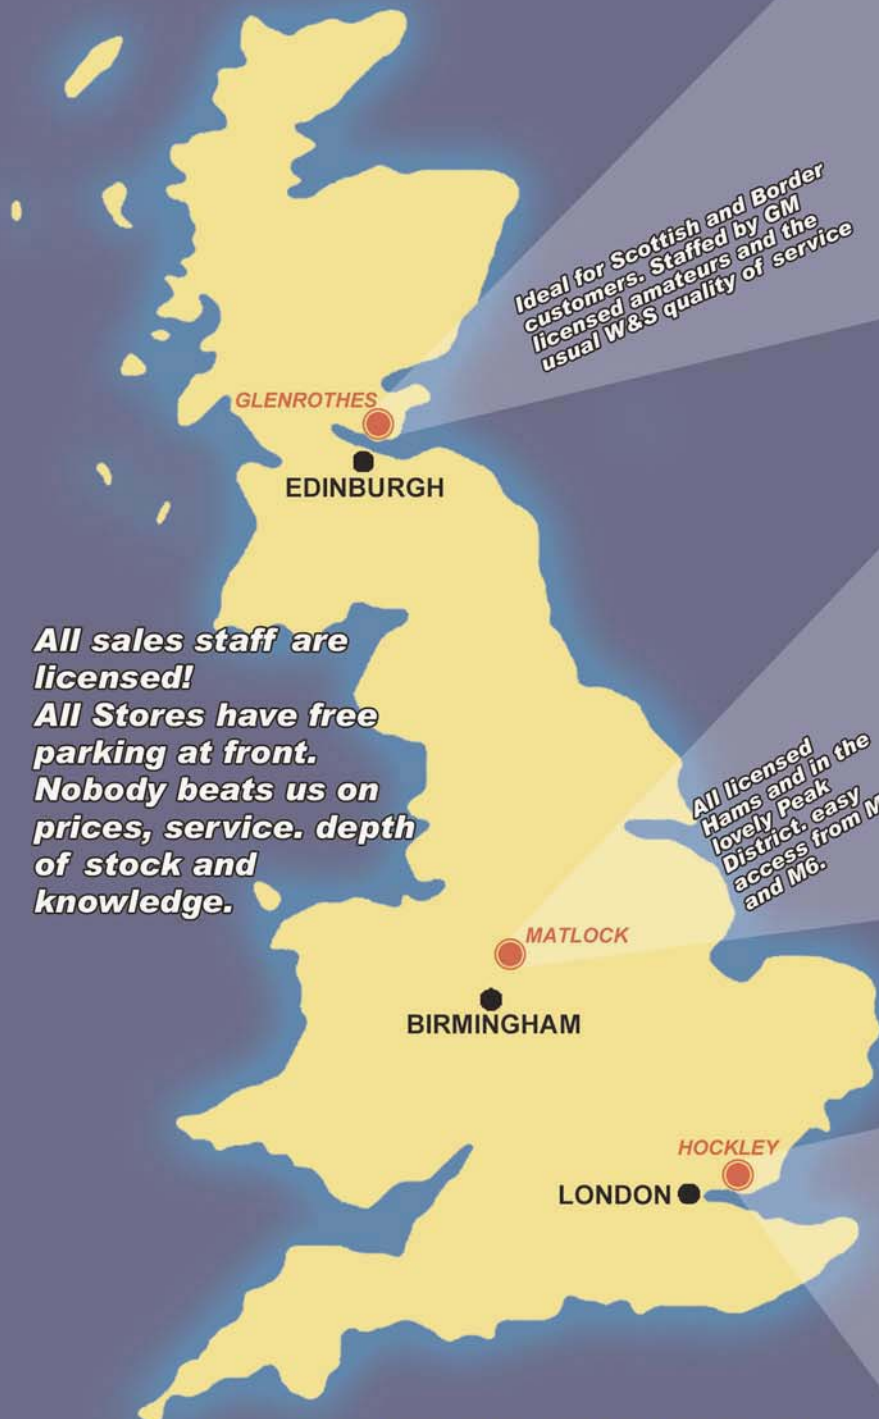 Ideal for Scottish and Border
customers. Staffed by GM
licensed amateurs and the
usual W&S quality of service
GLENROTHES
EDINBURGH
All sales staff are
licensed!
All Stores have free
parking at front.
Nobody beats us on
prices, service. depth
of stock and
knowledge.
All licensed
Hams and in the
lovely Peak
District. easy
access from
and M6.
MATLOCK
BIRMINGHAM
HOCKLEY
LONDON